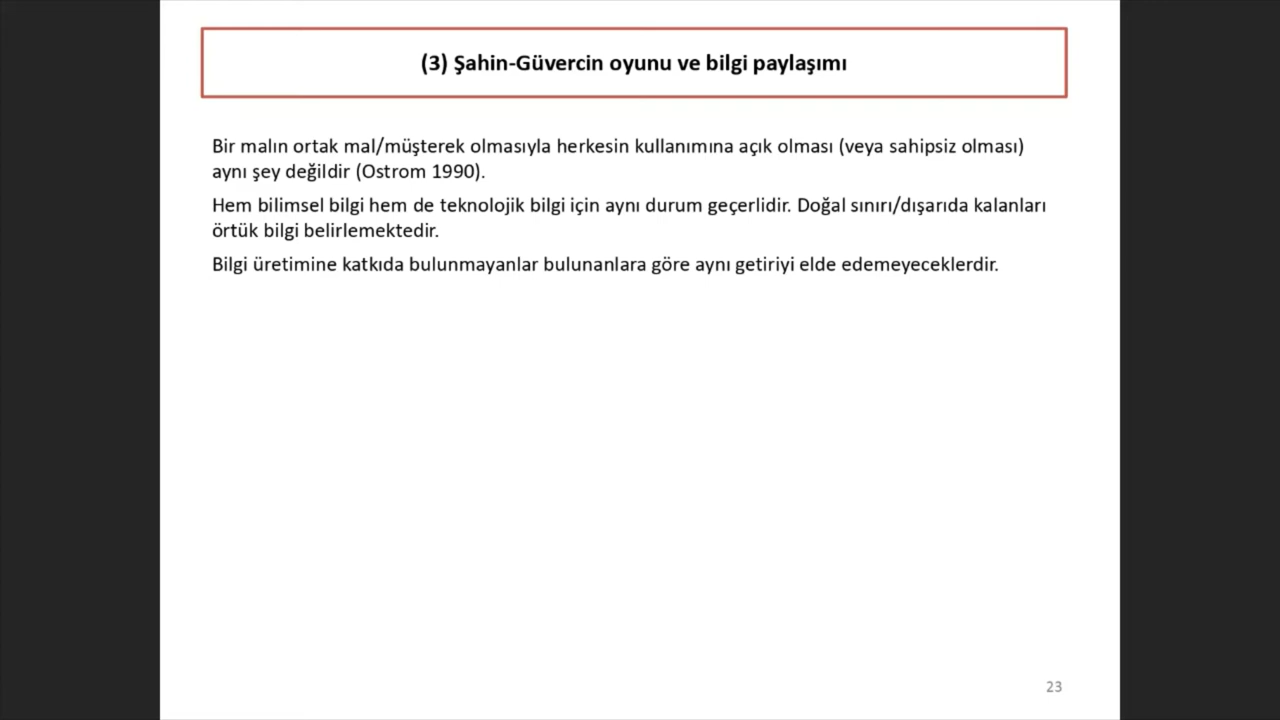 (3) Şahin-Güvercin oyunu ve bilgi paylaşımı
Bir malın ortak mal/müşterek olmasıyla herkesin kullanımına açık olması (veya sahipsiz olması)
aynı şey değildir (Ostrom 1990).
Hem bilimsel bilgi hem de teknolojik bilgi için aynı durum geçerlidir. Doğal sınırı/dışarıda kalanları
örtük bilgi belirlemektedir.
Bilgi üretimine katkıda bulunmayanlar bulunanlara göre aynı getiriyi elde edemeyeceklerdir.
23